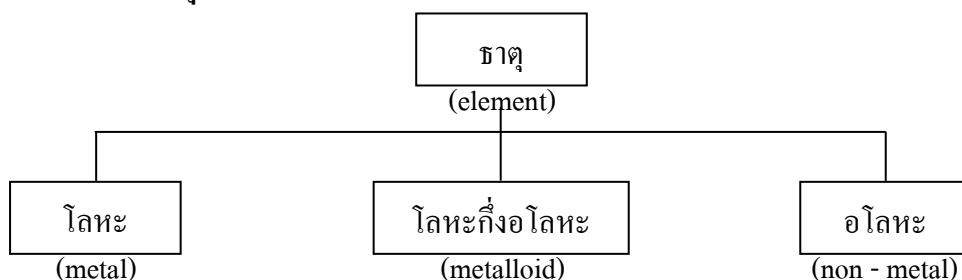 ธาตุ
(element)
โลหะ
โลหะกึ่งอโลหะ
อโลหะ
(metal)
(metalloid)
(non - metal)